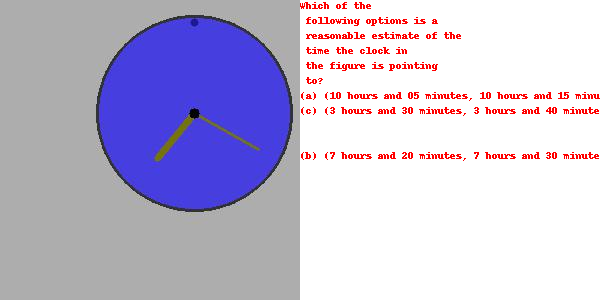 Which of the
following options is a
reasonable estimate of the
time the clock in
the figure is pointing
to?
(a) (10 hours and 05 minutes, 10 hours and 15 minu
(c) (3 hours and 30 minutes, 3 hours and 40 minute
(b) (7 hours and 20 minutes, 7 hours and 30 minute